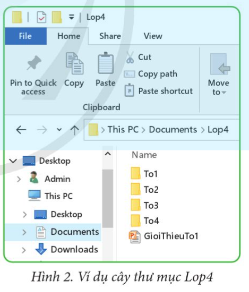 Lop4
File Home Share View
Pin to Quick access
Copy
Paste
Cut
Copy path
Paste shortcut
Move to
Clipboard
This PC > Documents > Lop4
Desktop
Admin
This PC
Desktop
Documents
Downloads
Name
To1
To2
To3
To4
GioiThieuTo1
Hình 2. Ví dụ cây thư mục Lop4